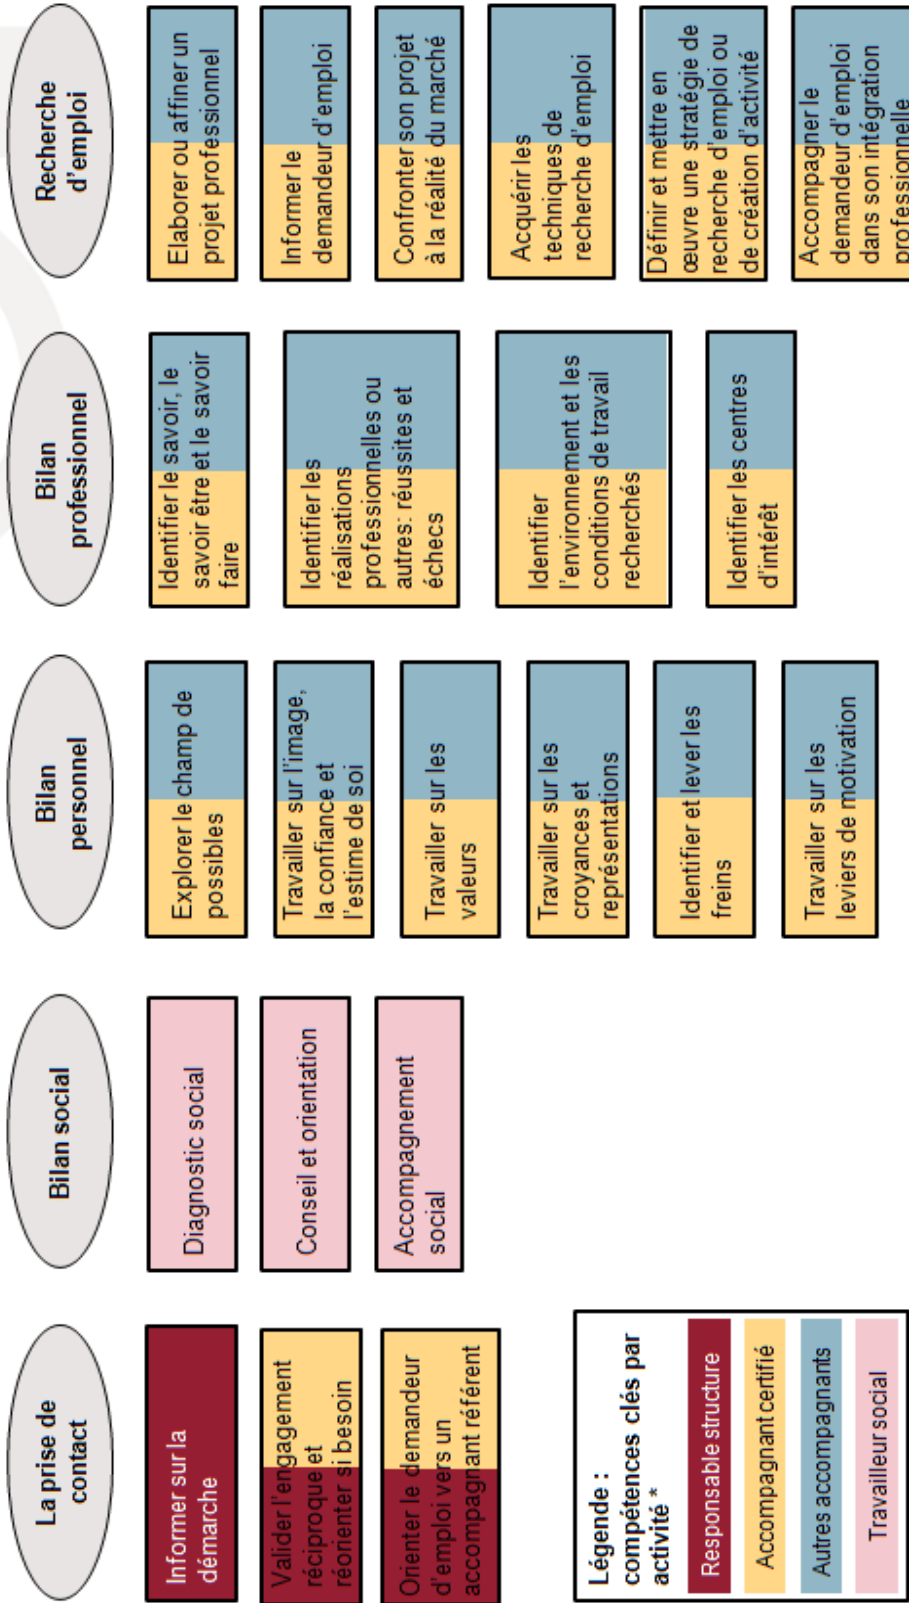 La prise de
contact
Informer sur la
démarche
Valider l'engagement
réciproque et
réorienter si besoin
Orienter le demandeur
d'emploi vers un
accompagnant référent
Bilan social
Diagnostic social
Conseil et orientation
Accompagnement
social
Bilan
personnel
Explorer le champ de
possibles
Travailler sur l'image,
la confiance et
l'estime de soi
Travailler sur les
valeurs
Travailler sur les
croyances et
représentations
Identifier et lever les
freins
Travailler sur les
leviers de motivation
Bilan
professionnel
Identifier le savoir, le
savoir être et le savoir
faire
Identifier les
réalisations
professionnelles ou
autres: réussites et
échecs
Identifier
l'environnement et les
conditions de travail
recherchés
Identifier les centres
d'intérêt
Recherche
d'emploi
Elaborer ou affiner un
projet professionnel
Informer le
demandeur d'emploi
Confronter son projet
à la réalité du marché
Acquérir les
techniques de
recherche d'emploi
Définir et mettre en
œuvre une stratégie de
recherche d'emploi ou
de création d'activité
Accompagner le
demandeur d'emploi
dans son intégration
professionnelle
Légende :
compétences clés par
activité *
Responsable structure
Accompagnant certifié
Autres accompagnants
Travailleur social